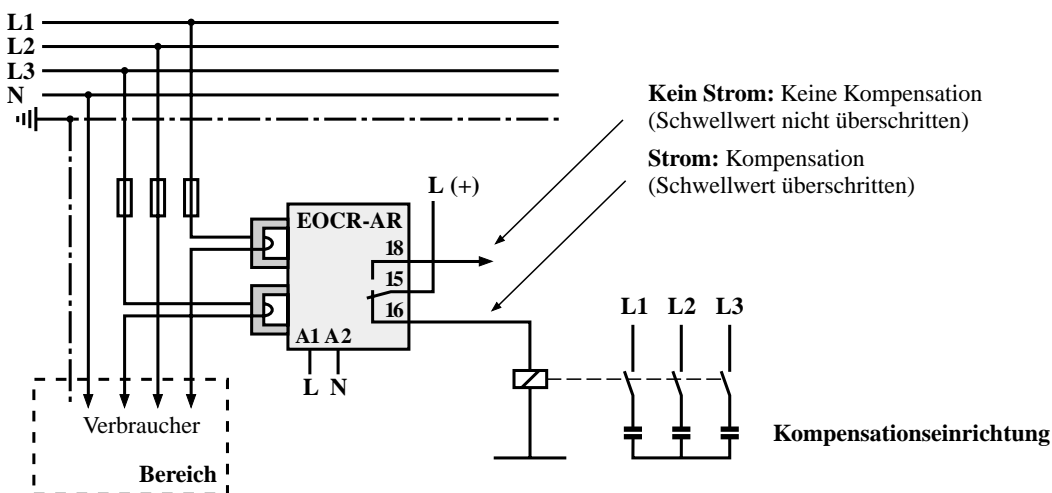 L1
L2
L3
N
Kein Strom: Keine Kompensation
(Schwellwert nicht überschritten)
Strom: Kompensation
(Schwellwert überschritten)
L (+)
EOCR-AR
18
15
16
A1 A2
L N
L1 L2 L3
Verbraucher
Bereich
Kompensationseinrichtung